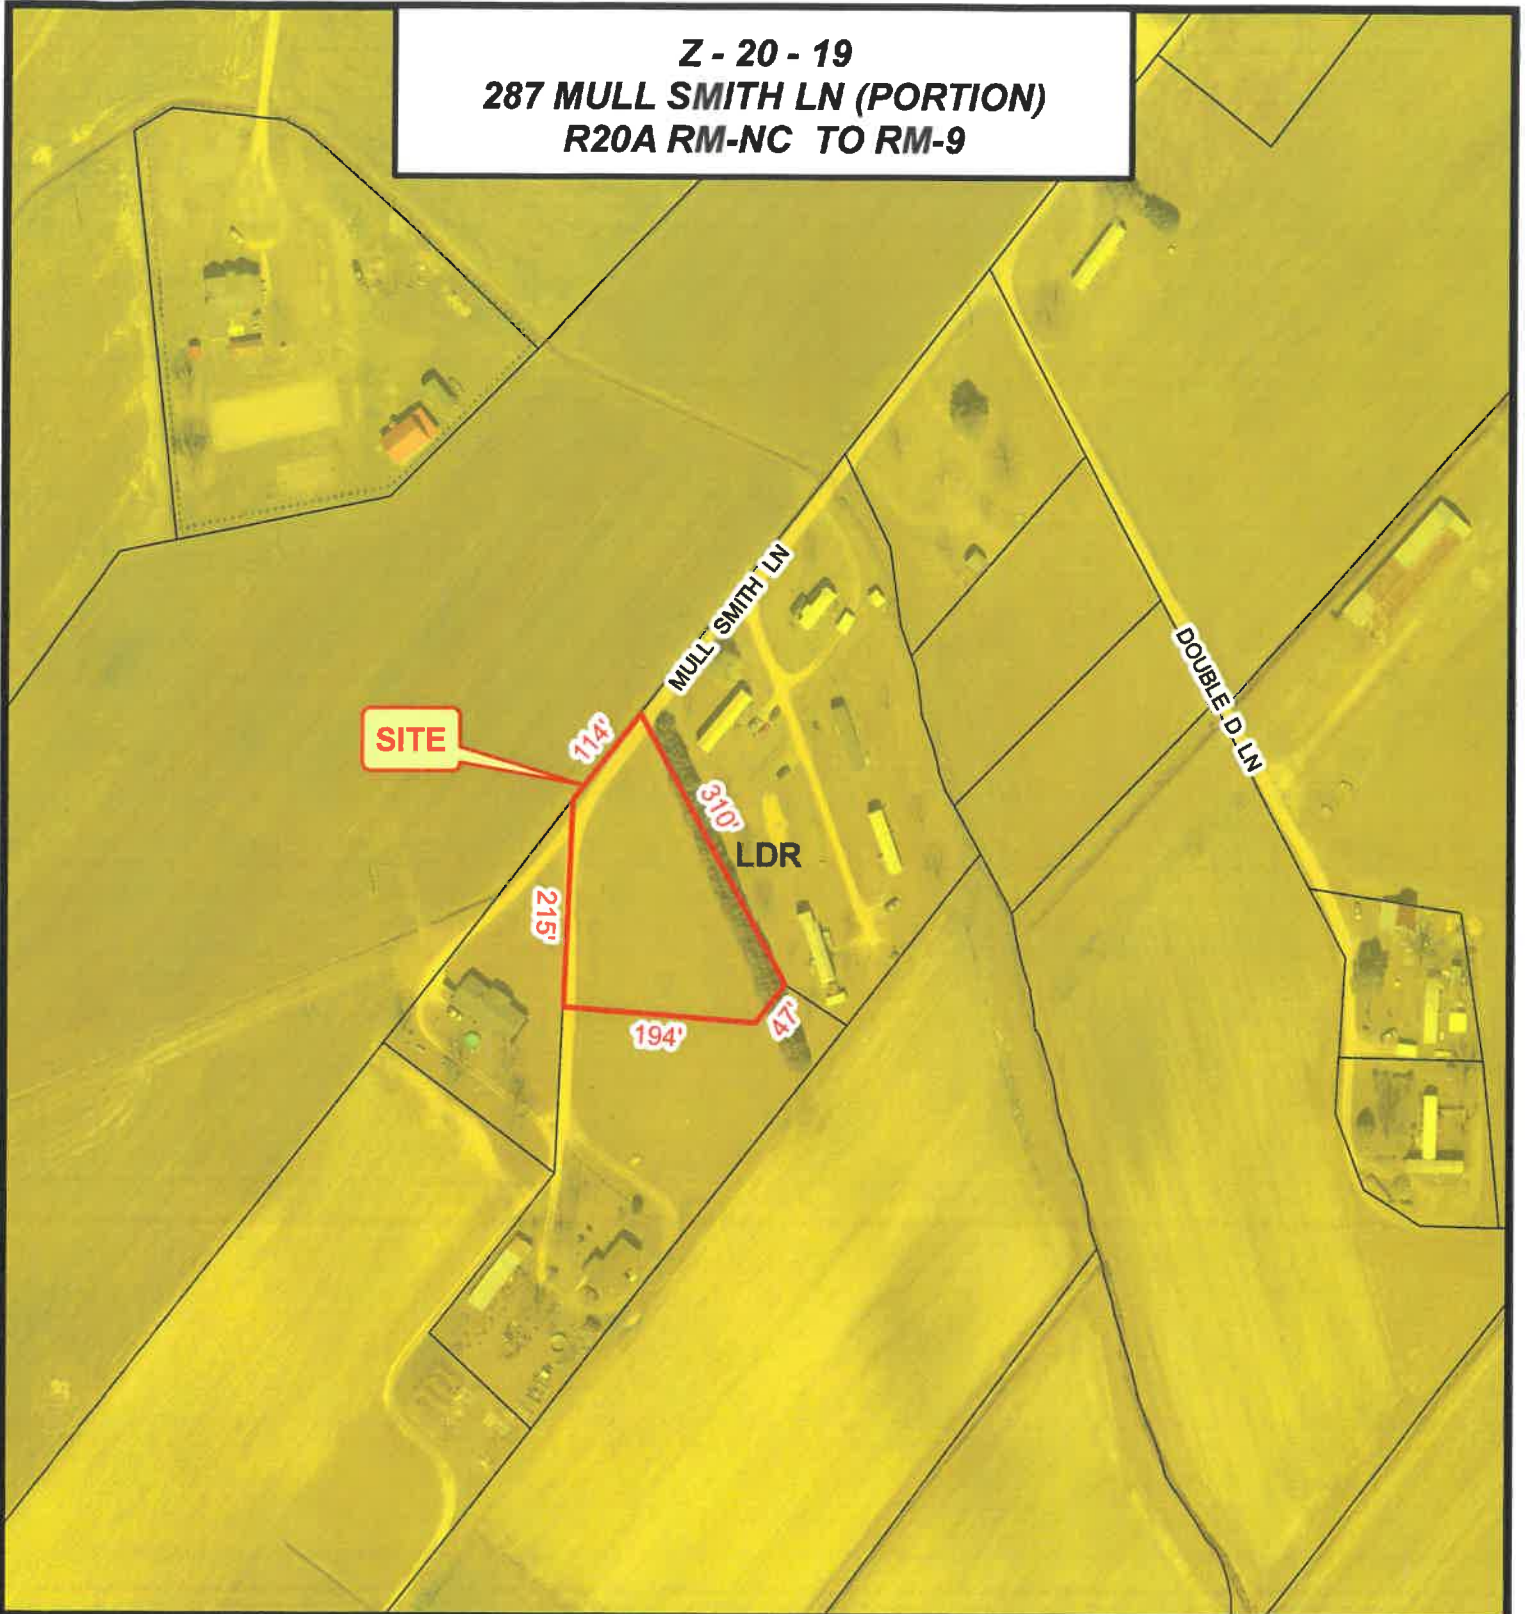 Z - 20 - 19
287 MULL SMITH LN (PORTION)
R20A RM-NC TO RM-9
MULL SMITH LN
DOUBLE D LN
SITE
114'
310'
LDR
215'
194'
47'